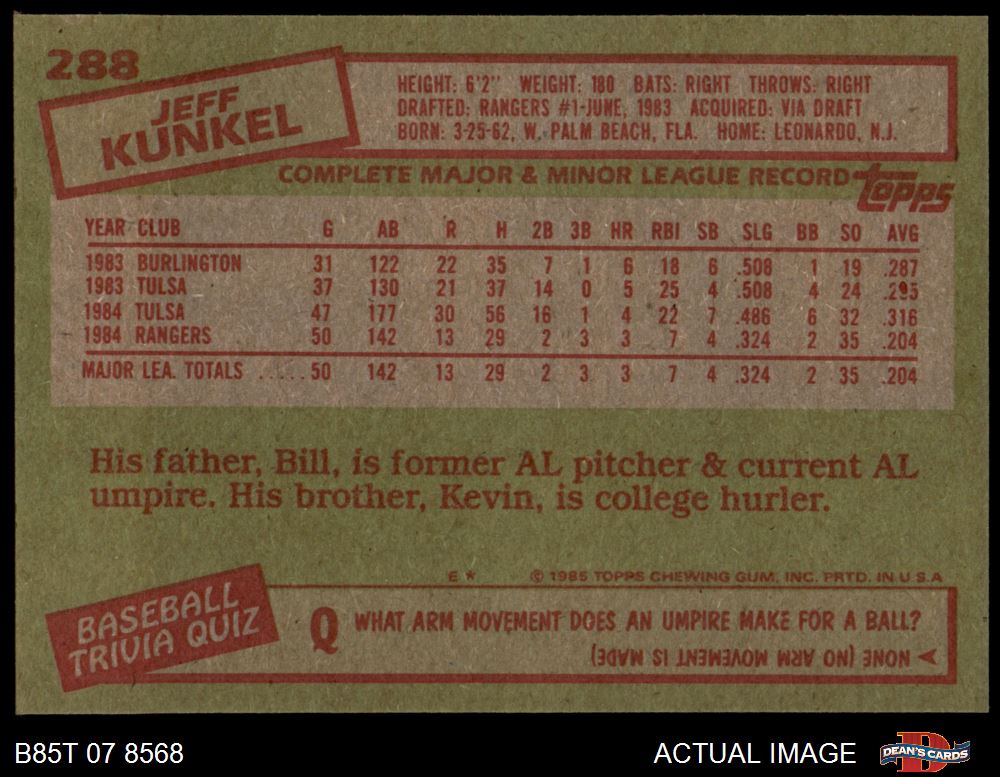 288
JEFF
KUNKEL
HEIGHT: 6'2" WEIGHT: 180 BATS: RIGHT THROWS: RIGHT
DRAFTED: RANGERS #1-JUNE, 1983 ACQUIRED: VIA DRAFT
BORN: 3-25-62, W. PALM BEACH, FLA. HOME: LEONARDO, N.J.
COMPLETE MAJOR & MINOR LEAGUE RECORD topps
YEAR CLUB G AB R H 2B 3B HR RBI SB SLG BB SO AVG
1983 BURLINGTON 31 122 22 35 7 1 6 18 6 .508 1 19 .287
1983 TULSA 37 130 21 37 14 0 5 25 4 .508 4 24 .285
1984 TULSA 47 177 30 56 16 1 4 22 7 .486 6 32 .316
1984 RANGERS 50 142 13 29 2 3 3 7 4 .324 2 35 .204
MAJOR LEA. TOTALS ..... 50 142 13 29 2 3 3 7 4 .324 2 35 .204
His father, Bill, is former AL pitcher & current AL
umpire. His brother, Kevin, is college hurler.
E * © 1985 TOPPS CHEWING GUM, INC. PRTD. IN U S A
BASEBALL
TRIVIA QUIZ
Q WHAT ARM MOVEMENT DOES AN UMPIRE MAKE FOR A BALL?
NONE (NO ARM MOVEMENT IS MADE)
B85T 07 8568 ACTUAL IMAGE DEAN'S CARDS